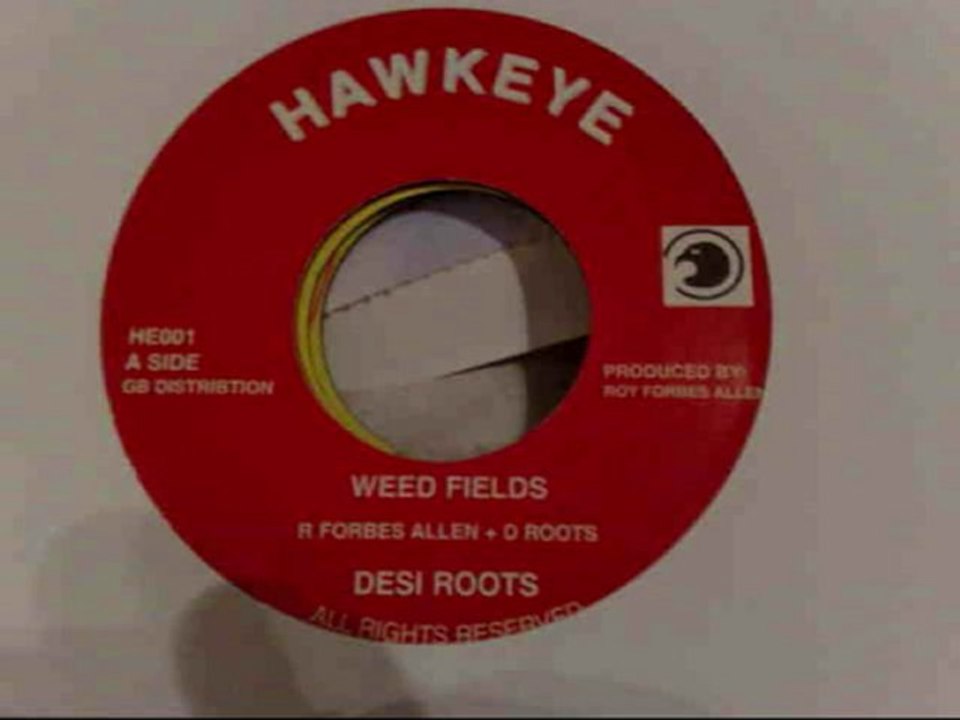 HAWKEYE
HE001
A SIDE
GB DISTRIBTION
PRODUCED BY:
ROY FORBES ALLEN
WEED FIELDS
R FORBES ALLEN + D ROOTS
DESI ROOTS
ALL RIGHTS RESERVED